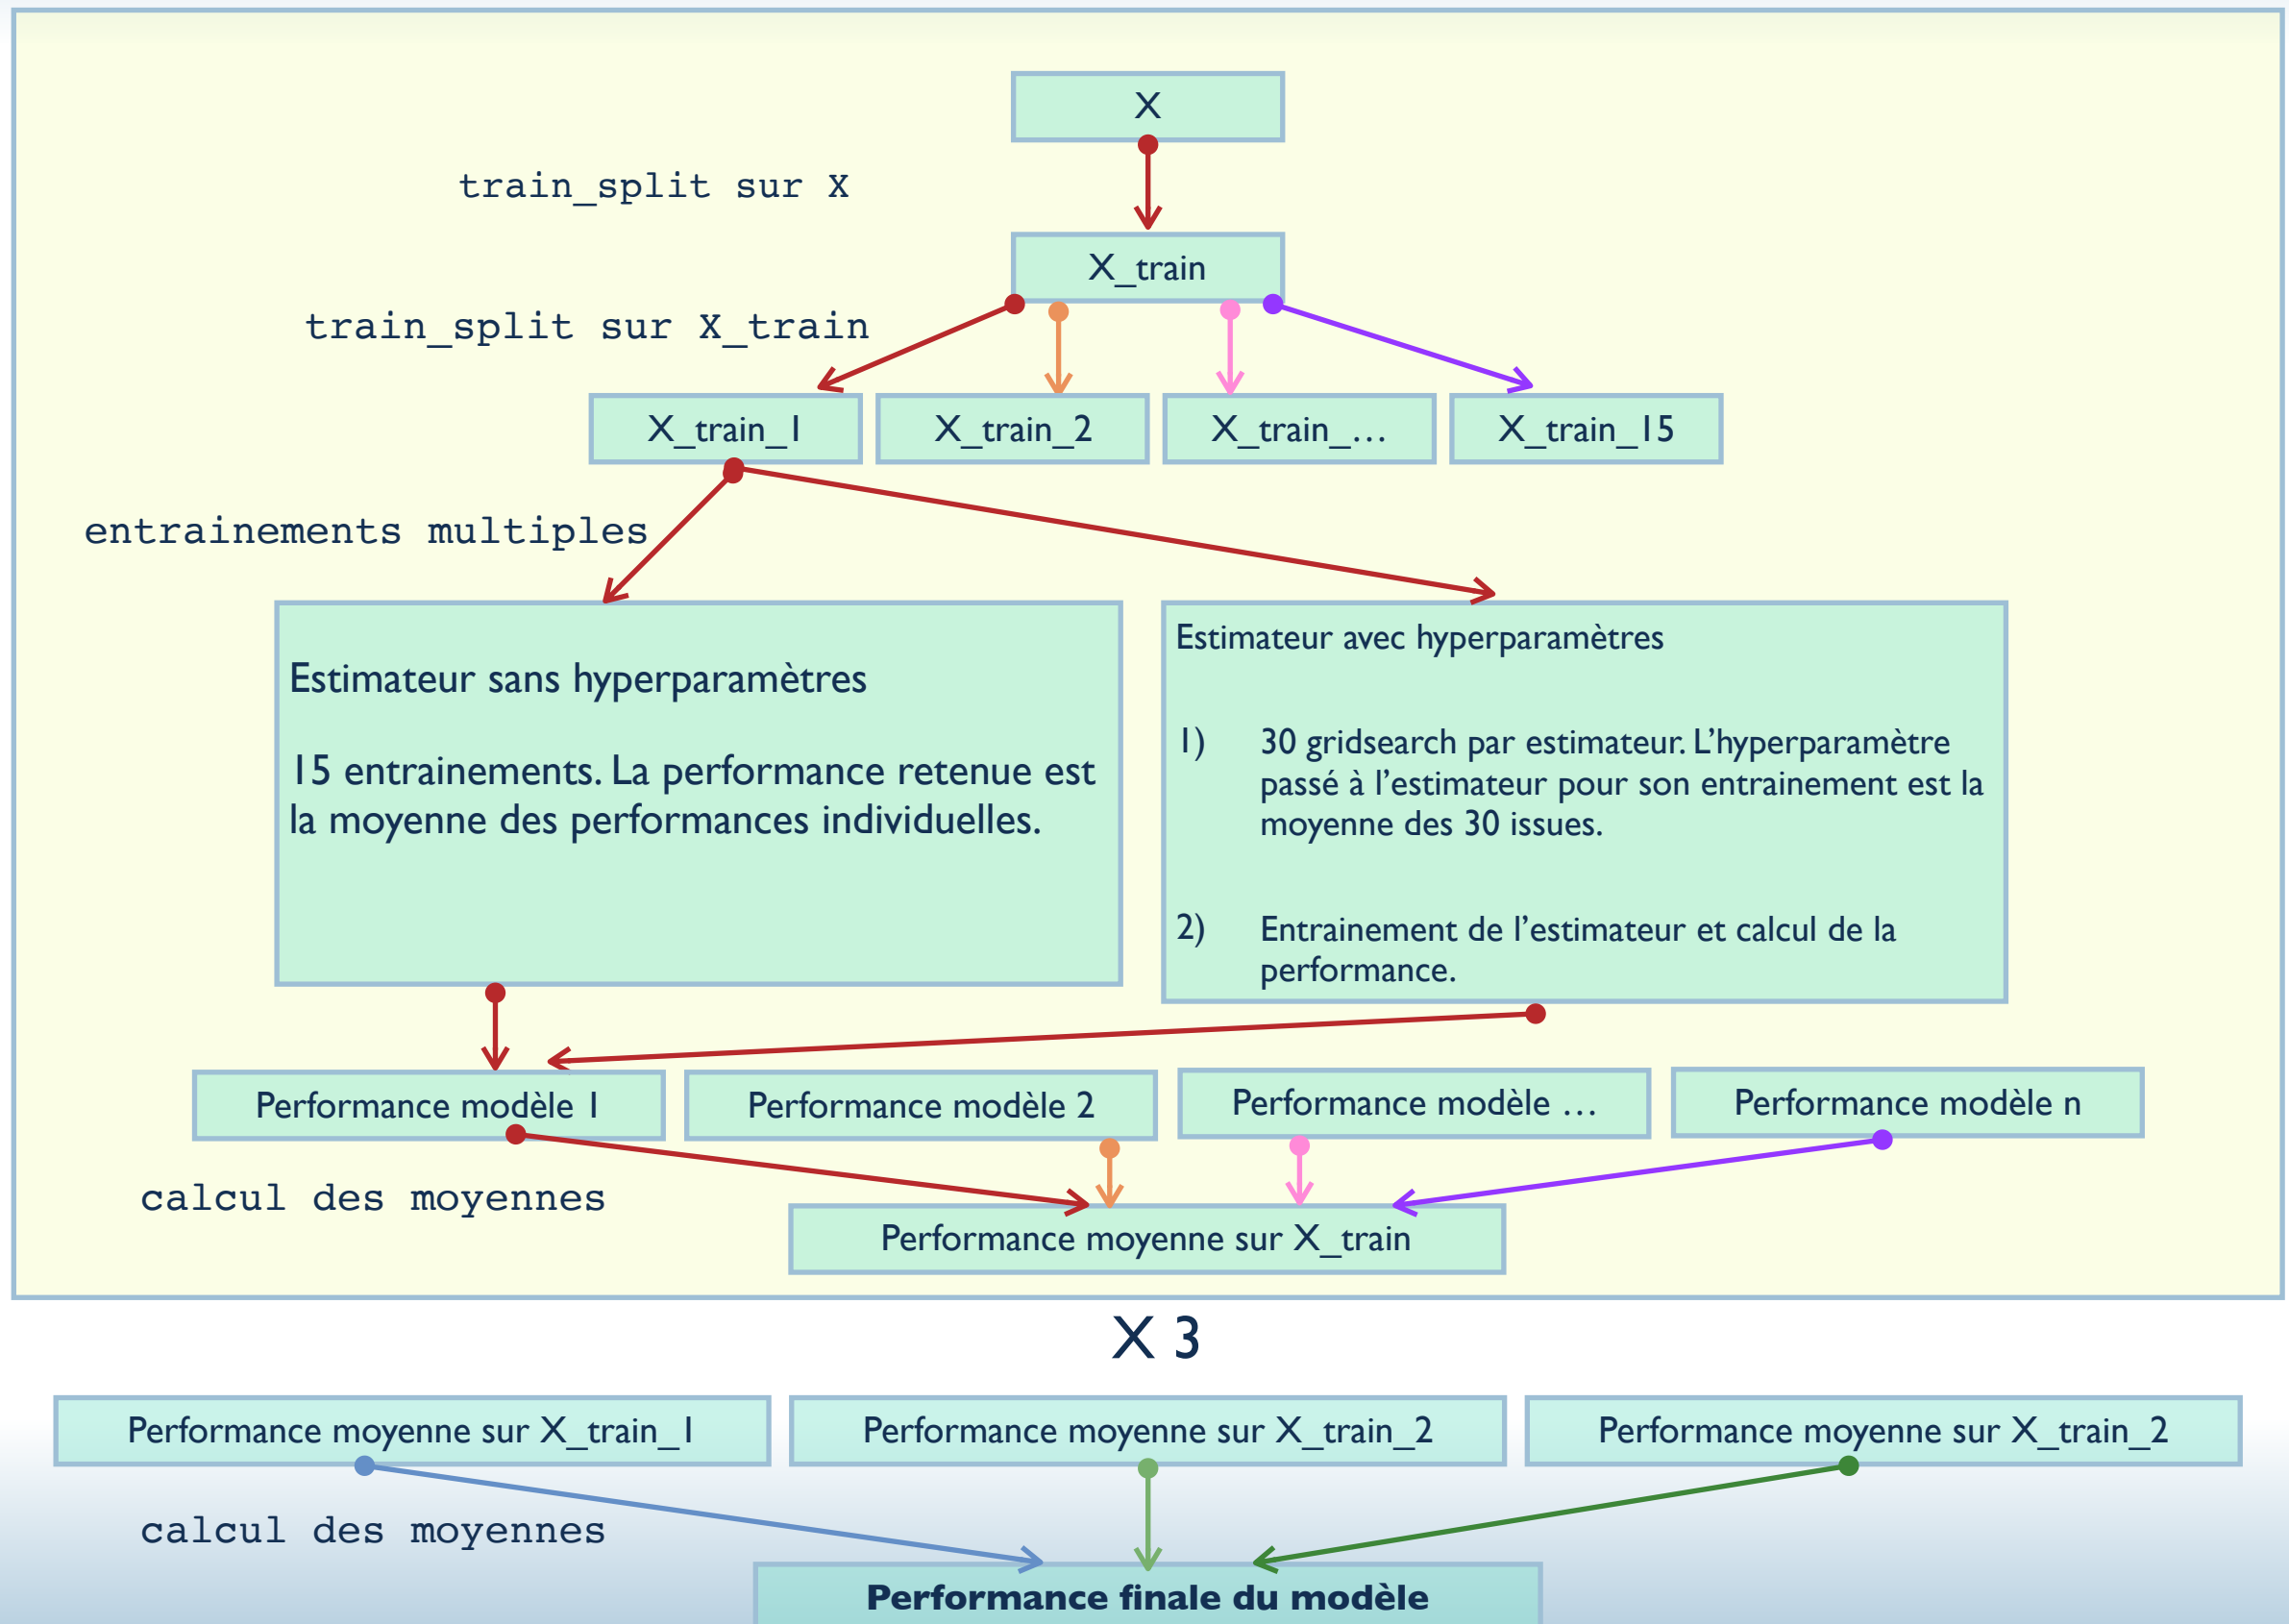 X
train_split sur X
X_train
train_split sur X_train
X_train_1
X_train_2
X_train_…
X_train_15
entrainements multiples
Estimateur sans hyperparamètres
15 entrainements. La performance retenue est
la moyenne des performances individuelles.
Estimateur avec hyperparamètres
1) 30 gridsearch par estimateur. L’hyperparamètre
passé à l’estimateur pour son entrainement est la
moyenne des 30 issues.
2) Entrainement de l’estimateur et calcul de la
performance.
Performance modèle 1
Performance modèle 2
Performance modèle …
Performance modèle n
calcul des moyennes
Performance moyenne sur X_train
X 3
Performance moyenne sur X_train_1
Performance moyenne sur X_train_2
Performance moyenne sur X_train_2
calcul des moyennes
Performance finale du modèle